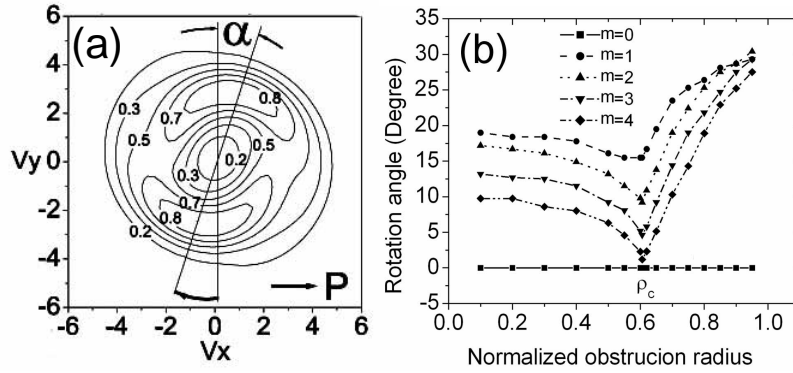 (a)
α
6
4
2
0
-2
-4
-6
Vy
0.3
0.8
0.7
0.5
0.5
0.2
0.3
0.7
0.8
0.2
P
-6 -4 -2 0 2 4 6
Vx
(b)
m=0
m=1
m=2
m=3
m=4
Rotation angle (Degree)
35
30
25
20
15
10
5
0
-5
ρc
0.0 0.2 0.4 0.6 0.8 1.0
Normalized obstrucion radius